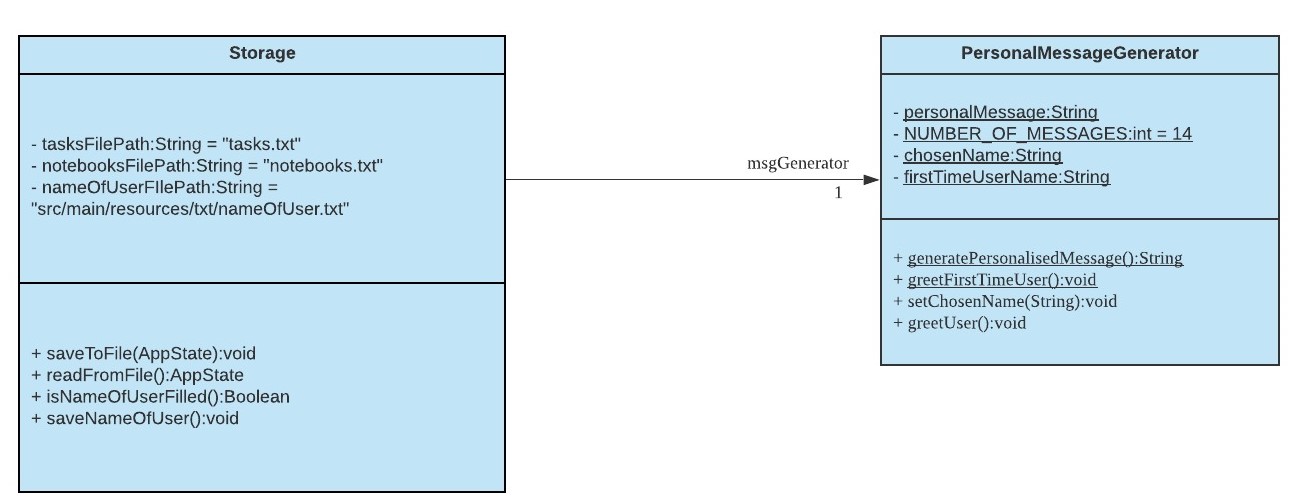 Storage
- tasksFilePath:String = "tasks.txt"
- notebooksFilePath:String = "notebooks.txt"
- nameOfUserFIlePath:String =
"src/main/resources/txt/nameOfUser.txt"
+ saveToFile(AppState):void
+ readFromFile():AppState
+ isNameOfUserFilled():Boolean
+ saveNameOfUser():void
msgGenerator
1
PersonalMessageGenerator
- personalMessage:String
- NUMBER_OF_MESSAGES:int = 14
- chosenName:String
- firstTimeUserName:String
+ generatePersonalisedMessage():String
+ greetFirstTimeUser():void
+ setChosenName(String):void
+ greetUser():void